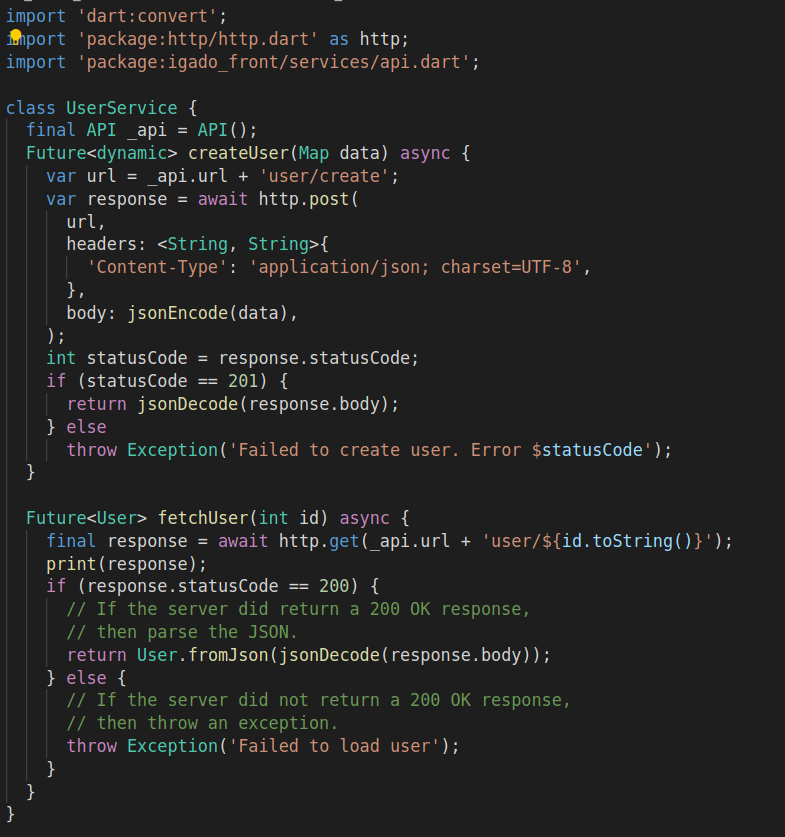 import 'dart:convert';
import 'package:http/http.dart' as http;
import 'package:igado_front/services/api.dart';

class UserService {
  final API _api = API();
  Future<dynamic> createUser(Map data) async {
    var url = _api.url + 'user/create';
    var response = await http.post(
      url,
      headers: <String, String>{
        'Content-Type': 'application/json; charset=UTF-8',
      },
      body: jsonEncode(data),
    );
    int statusCode = response.statusCode;
    if (statusCode == 201) {
      return jsonDecode(response.body);
    } else
      throw Exception('Failed to create user. Error $statusCode');
  }

  Future<User> fetchUser(int id) async {
    final response = await http.get(_api.url + 'user/${id.toString()}');
    print(response);
    if (response.statusCode == 200) {
      // If the server did return a 200 OK response,
      // then parse the JSON.
      return User.fromJson(jsonDecode(response.body));
    } else {
      // If the server did not return a 200 OK response,
      // then throw an exception.
      throw Exception('Failed to load user');
    }
  }
}